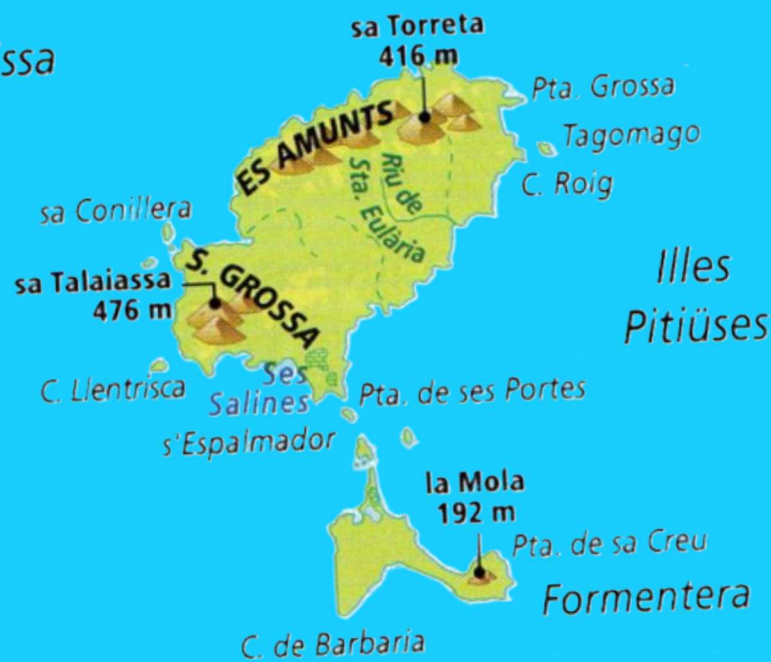 ssa
sa Torreta
416 m
Pta. Grossa
ES AMUNTS
Tagomago
Riu de
Sta. Eulària
C. Roig
sa Conillera
S. GROSSA
Illes
Pitiüses
sa Talaiassa
476 m
C. Llentrisca
Ses
Salines
Pta. de ses Portes
s'Espalmador
la Mola
192 m
Pta. de sa Creu
Formentera
C. de Barbaria